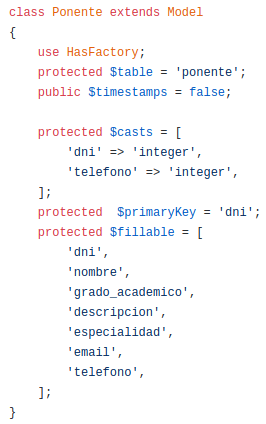 class Ponente extends Model
{
    use HasFactory;
    protected $table = 'ponente';
    public $timestamps = false;

    protected $casts = [
        'dni' => 'integer',
        'telefono' => 'integer',
    ];
    protected  $primaryKey = 'dni';
    protected $fillable = [
        'dni',
        'nombre',
        'grado_academico',
        'descripcion',
        'especialidad',
        'email',
        'telefono',
    ];
}